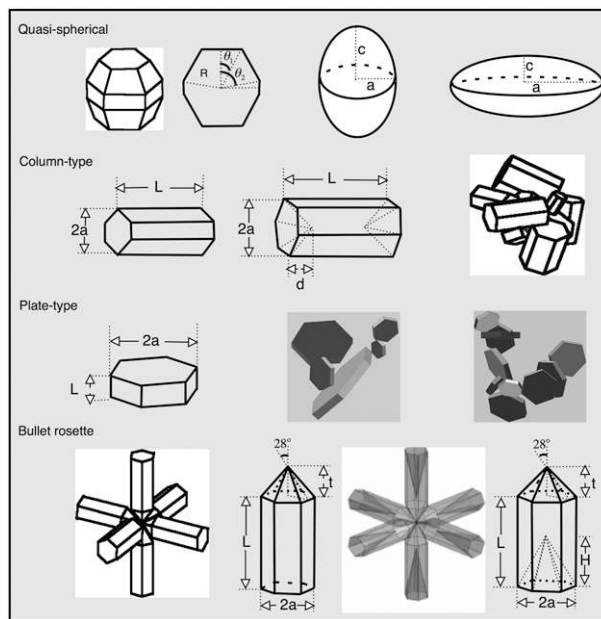 Quasi-spherical
R
θ₁
θ₂
c
a
c
a
Column-type
L
2a
L
2a
d
Plate-type
2a
L
Bullet rosette
28°
t
L
2a
28°
t
L
H
2a